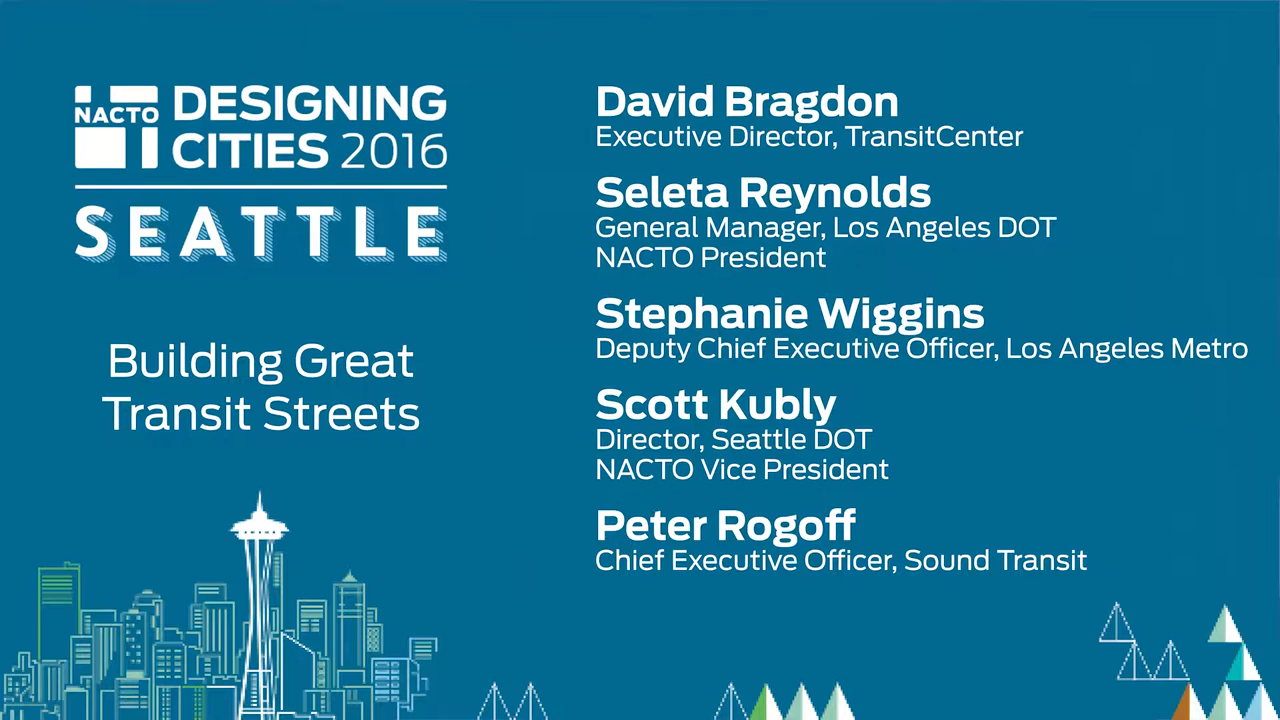 NACTO
DESIGNING
CITIES 2016
SEATTLE
Building Great
Transit Streets
David Bragdon
Executive Director, TransitCenter
Seleta Reynolds
General Manager, Los Angeles DOT
NACTO President
Stephanie Wiggins
Deputy Chief Executive Officer, Los Angeles Metro
Scott Kubly
Director, Seattle DOT
NACTO Vice President
Peter Rogoff
Chief Executive Officer, Sound Transit